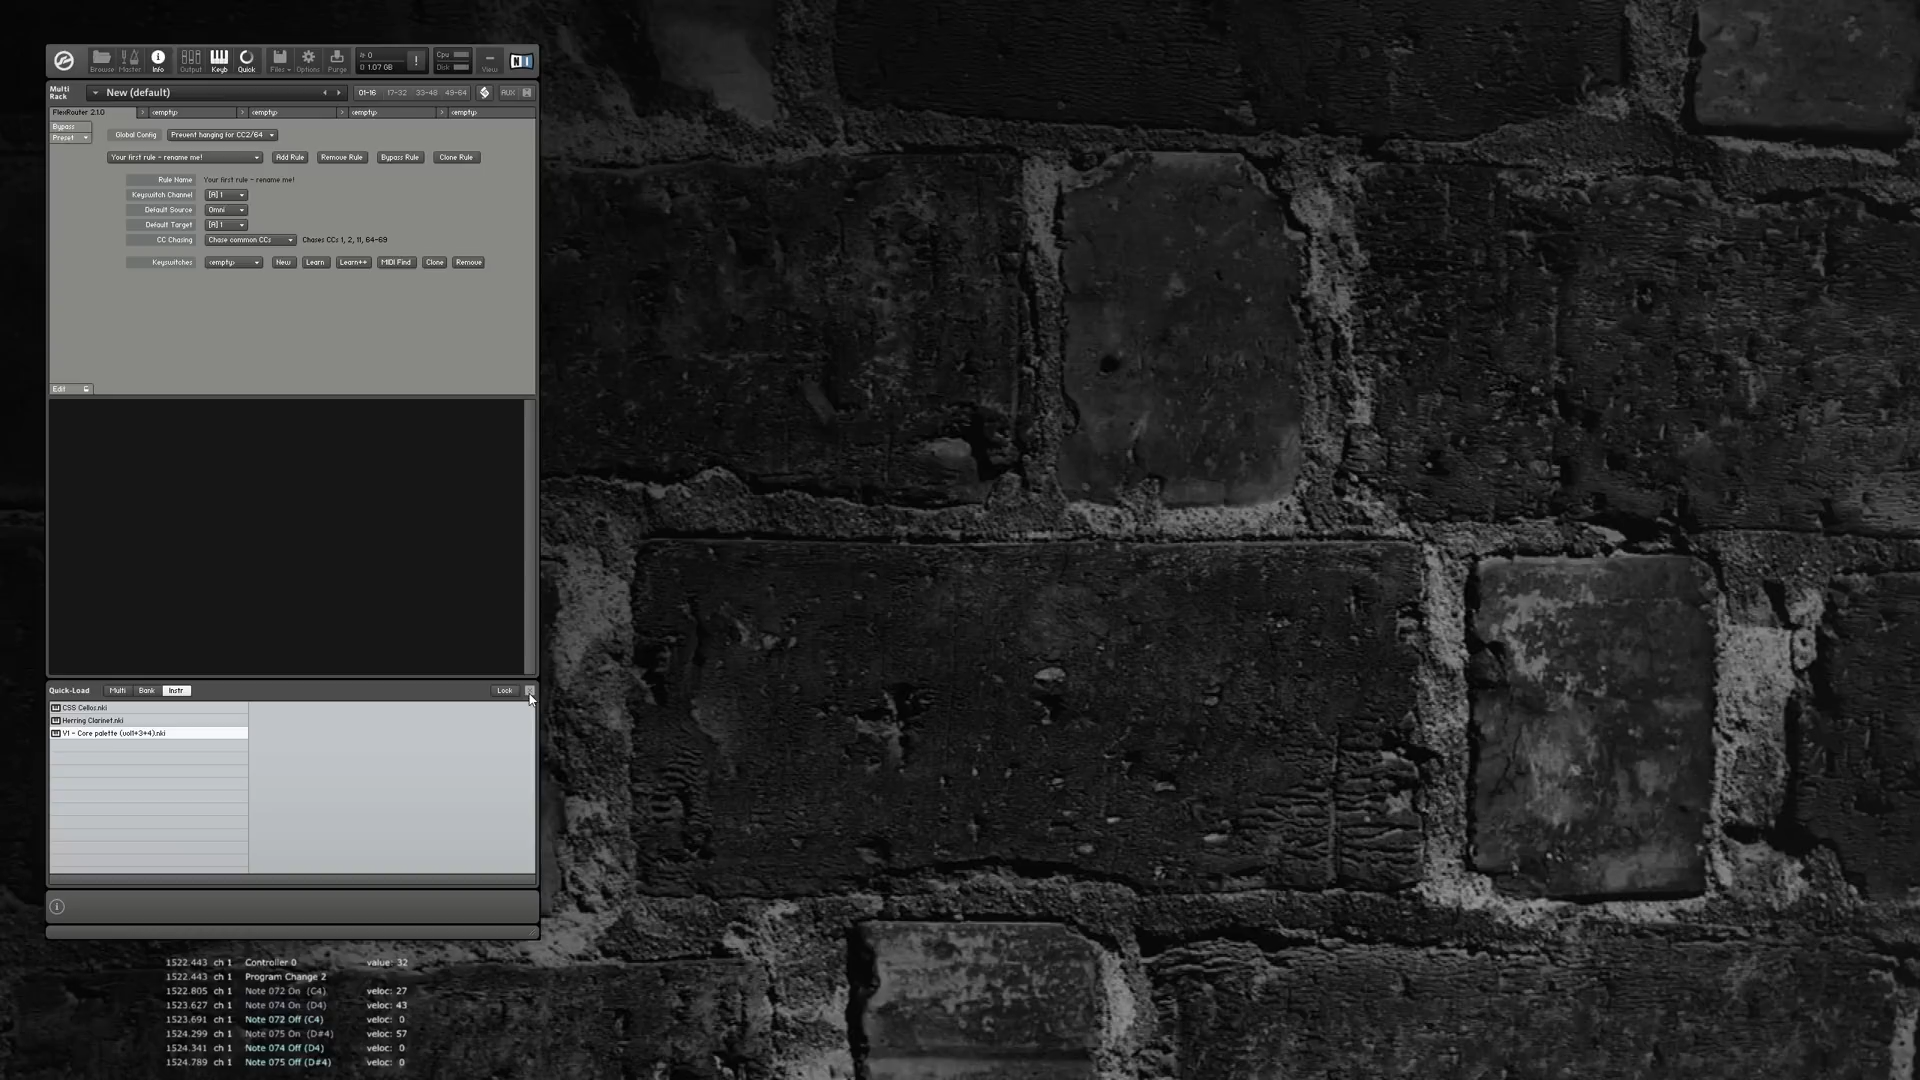 Browse Master Info Output Keyb Quick Files Options Purge 0 0 1.07 GB ! Cpu Disk View NI
Multi Rack New (default) 01-16 17-32 33-48 49-64 AUX
FlexRouter 2.1.0 <empty> <empty> <empty> <empty>
Bypass
Preset Global Config Prevent hanging for CC2/64
Your first rule - rename me! Add Rule Remove Rule Bypass Rule Clone Rule
Rule Name Your first rule - rename me!
Keyswitch Channel [A] 1
Default Source Omni
Default Target [A] 1
CC Chasing Chase common CCs Chases CCs 1, 2, 11, 64-69
Keyswitches <empty> New Learn Learn++ MIDI Find Clone Remove
Edit
Quick-Load Multi Bank Instr Lock
CSS Cellos.nki
Herring Clarinet.nki
V1 - Core palette (vol1+3+4).nki
1522.443 ch 1 Controller 0 value: 32
1522.443 ch 1 Program Change 2
1522.805 ch 1 Note 072 On (C4) veloc: 27
1523.627 ch 1 Note 074 On (D4) veloc: 43
1523.691 ch 1 Note 072 Off (C4) veloc: 0
1524.299 ch 1 Note 075 On (D#4) veloc: 57
1524.341 ch 1 Note 074 Off (D4) veloc: 0
1524.789 ch 1 Note 075 Off (D#4) veloc: 0